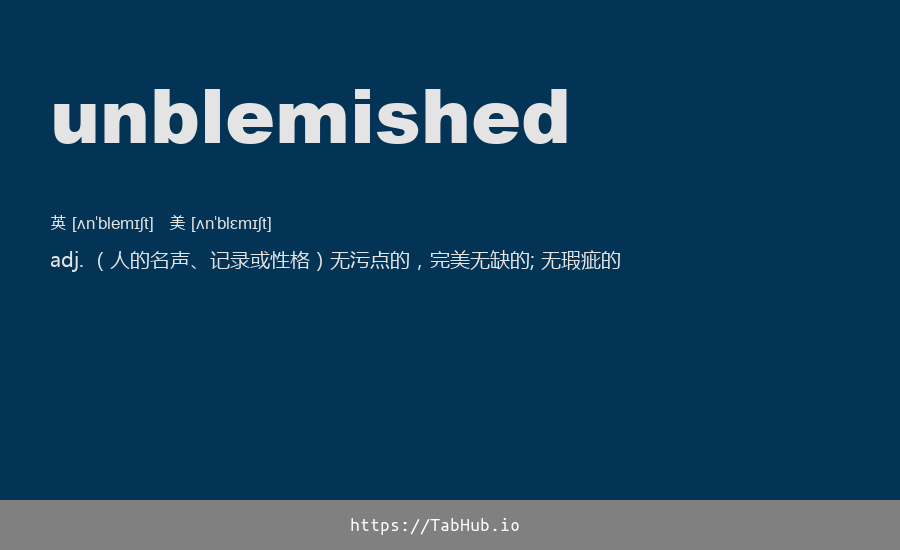 unblemished
英 [ʌnˈblemɪʃt] 美 [ʌnˈblɛmɪʃt]
adj. （人的名声、记录或性格）无污点的，完美无缺的; 无瑕疵的
https://TabHub.io